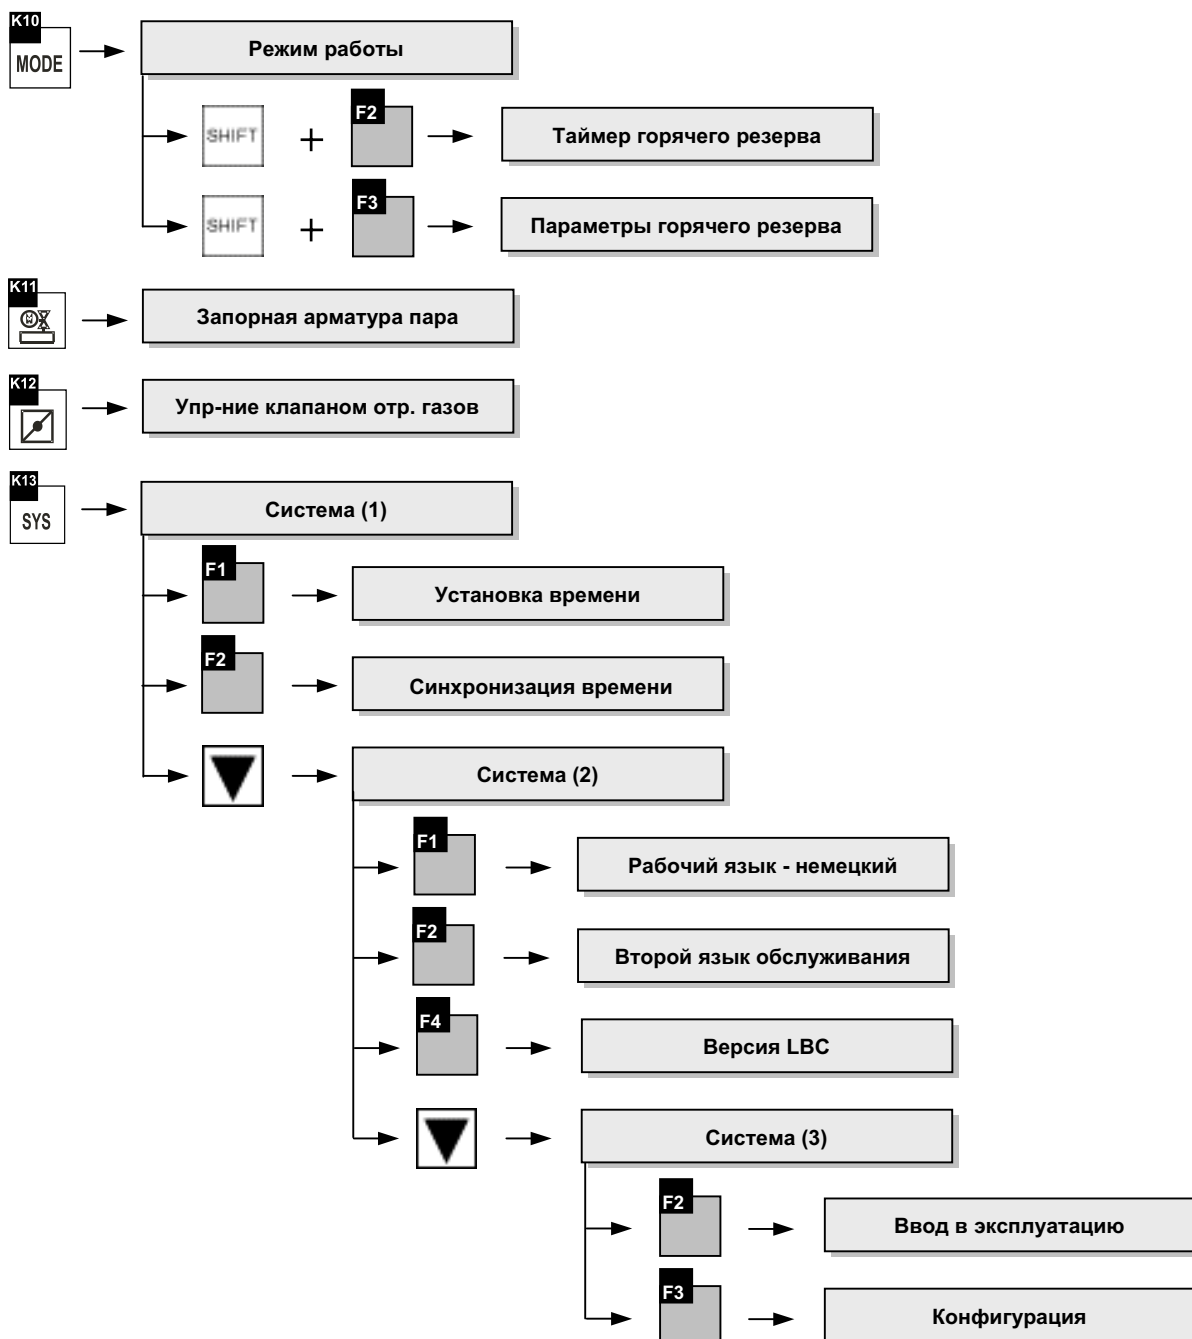 K10
MODE
Режим работы
SHIFT + F2
Таймер горячего резерва
SHIFT + F3
Параметры горячего резерва
K11
Запорная арматура пара
K12
Упр-ние клапаном отр. газов
K13
SYS
Система (1)
F1
Установка времени
F2
Синхронизация времени
Система (2)
F1
Рабочий язык - немецкий
F2
Второй язык обслуживания
F4
Версия LBC
Система (3)
F2
Ввод в эксплуатацию
F3
Конфигурация